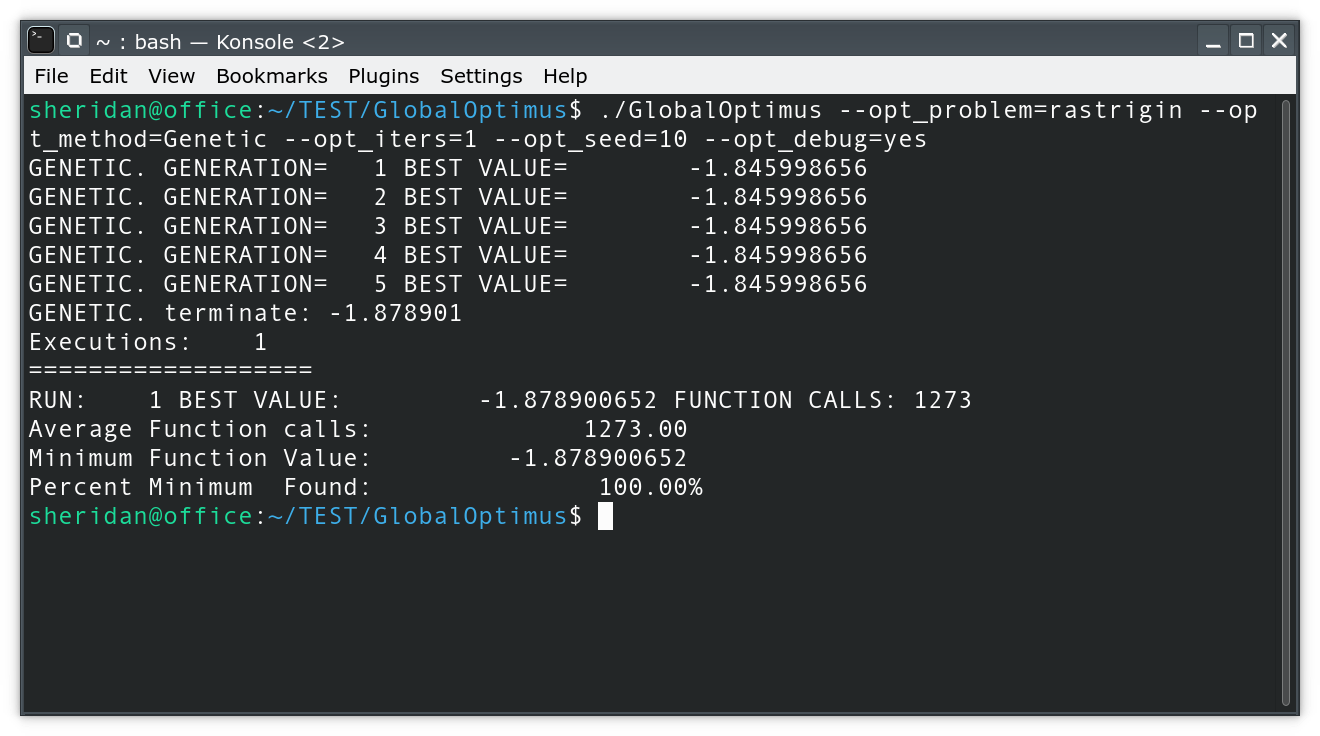 ~ : bash — Konsole <2>
File Edit View Bookmarks Plugins Settings Help
sheridan@office:~/TEST/GlobalOptimus$ ./GlobalOptimus --opt_problem=rastrigin --op
t_method=Genetic --opt_iters=1 --opt_seed=10 --opt_debug=yes
GENETIC. GENERATION=   1 BEST VALUE=        -1.845998656
GENETIC. GENERATION=   2 BEST VALUE=        -1.845998656
GENETIC. GENERATION=   3 BEST VALUE=        -1.845998656
GENETIC. GENERATION=   4 BEST VALUE=        -1.845998656
GENETIC. GENERATION=   5 BEST VALUE=        -1.845998656
GENETIC. terminate: -1.878901
Executions:    1
===================
RUN:    1 BEST VALUE:         -1.878900652 FUNCTION CALLS: 1273
Average Function calls:              1273.00
Minimum Function Value:         -1.878900652
Percent Minimum  Found:               100.00%
sheridan@office:~/TEST/GlobalOptimus$